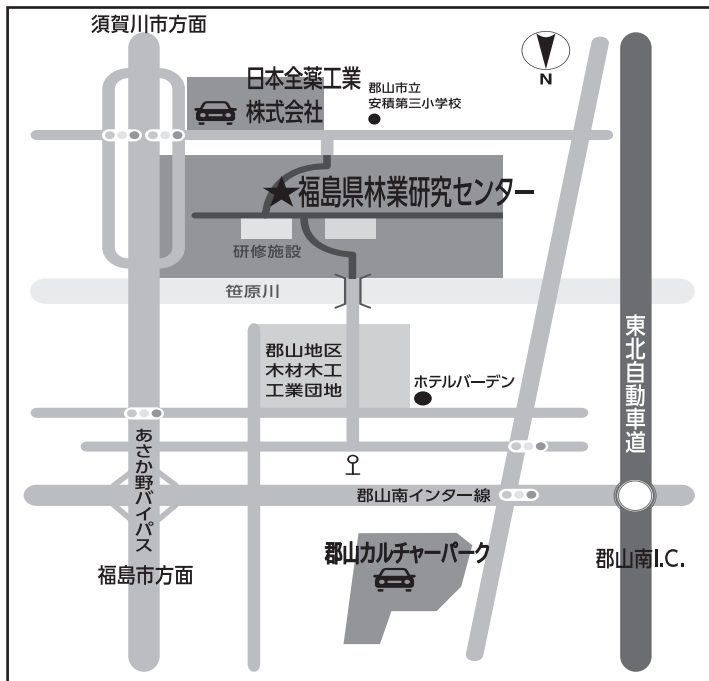 須賀川市方面
日本全薬工業
株式会社
郡山市立
安積第三小学校
N
★福島県林業研究センター
研修施設
笹原川
郡山地区
木材木工
工業団地
ホテルバーデン
東北自動車道
あさか野バイパス
郡山南インター線
郡山カルチャーパーク
福島市方面
郡山南I.C.